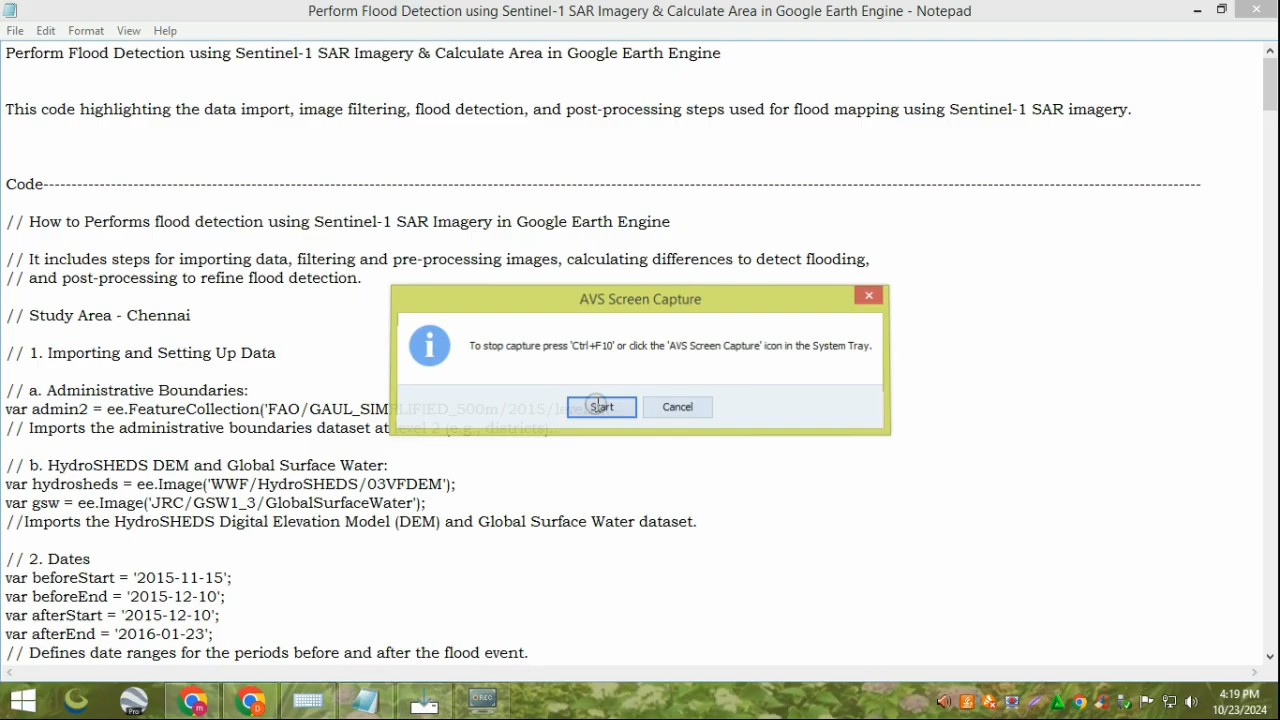 Perform Flood Detection using Sentinel-1 SAR Imagery & Calculate Area in Google Earth Engine - Notepad
File Edit Format View Help
Perform Flood Detection using Sentinel-1 SAR Imagery & Calculate Area in Google Earth Engine
This code highlighting the data import, image filtering, flood detection, and post-processing steps used for flood mapping using Sentinel-1 SAR imagery.
Code----------------------------------------------------------------------------------------------------------------------------------------------------------------
// How to Performs flood detection using Sentinel-1 SAR Imagery in Google Earth Engine
// It includes steps for importing data, filtering and pre-processing images, calculating differences to detect flooding,
// and post-processing to refine flood detection.
// Study Area - Chennai
// 1. Importing and Setting Up Data
// a. Administrative Boundaries:
var admin2 = ee.FeatureCollection('FAO/GAUL_SIMPLIFIED_500m/2015/
// Imports the administrative boundaries dataset at level 2 (e.g., districts).
// b. HydroSHEDS DEM and Global Surface Water:
var hydrosheds = ee.Image('WWF/HydroSHEDS/03VFDEM');
var gsw = ee.Image('JRC/GSW1_3/GlobalSurfaceWater');
//Imports the HydroSHEDS Digital Elevation Model (DEM) and Global Surface Water dataset.
// 2. Dates
var beforeStart = '2015-11-15';
var beforeEnd = '2015-12-10';
var afterStart = '2015-12-10';
var afterEnd = '2016-01-23';
// Defines date ranges for the periods before and after the flood event.
AVS Screen Capture
To stop capture press 'Ctrl+F10' or click the 'AVS Screen Capture' icon in the System Tray.
Start Cancel
Pro
m
D
REC
4:19 PM
10/23/2024